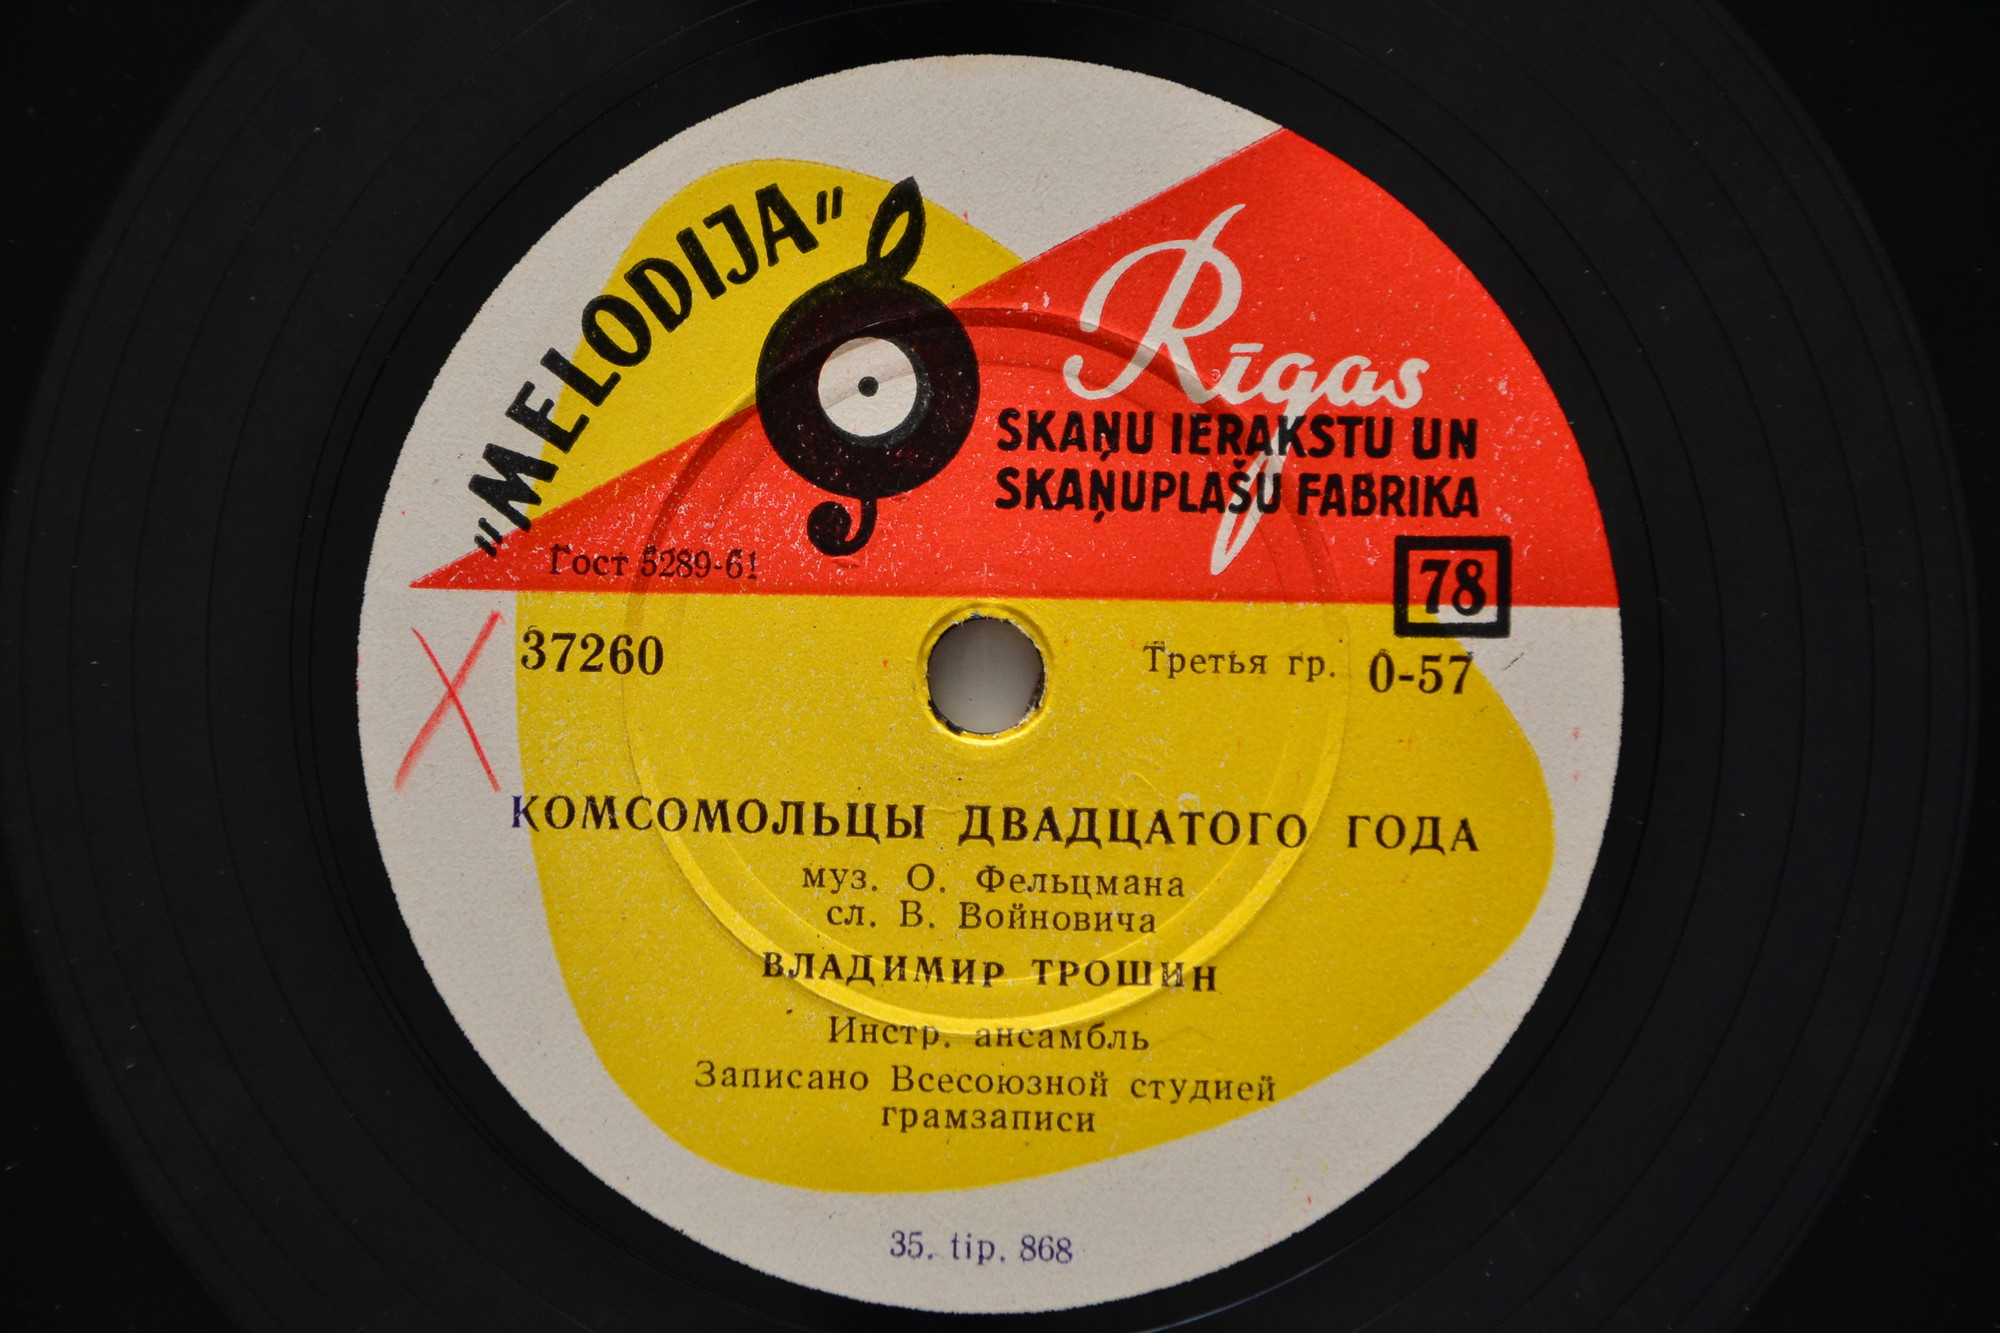 „MELODIJA"
Rīgas
SKAŅU IERAKSTU UN
SKAŅUPLAŠU FABRIKA
Гост 5289-61
78
37260
Третья гр. 0-57
КОМСОМОЛЬЦЫ ДВАДЦАТОГО ГОДА
муз. О. Фельцмана
сл. В. Войновича
ВЛАДИМИР ТРОШИН
Инстр. ансамбль
Записано Всесоюзной студией
грамзаписи
35. tip. 868